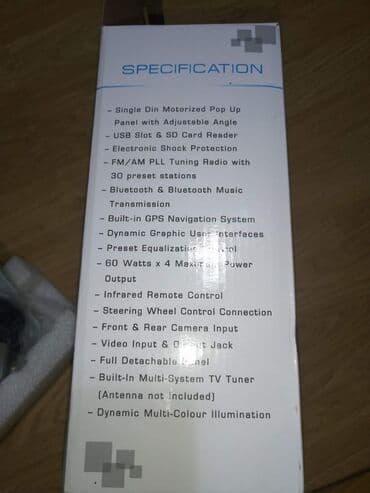 SPECIFICATION
– Single Din Motorized Pop Up
Panel with Adjustable Angle
– USB Slot & SD Card Reader
– Electronic Shock Protection
– FM/AM PLL Tuning Radio with
30 preset stations
– Bluetooth & Bluetooth Music
Transmission
– Built-in GPS Navigation System
– Dynamic Graphic User Interfaces
– Preset Equalization Control
– 60 Watts x 4 Maximum Power
Output
– Infrared Remote Control
– Steering Wheel Control Connection
– Front & Rear Camera Input
– Video Input & Output Jack
– Full Detachable Panel
– Built-In Multi-System TV Tuner
(Antenna not included)
– Dynamic Multi-Colour Illumination